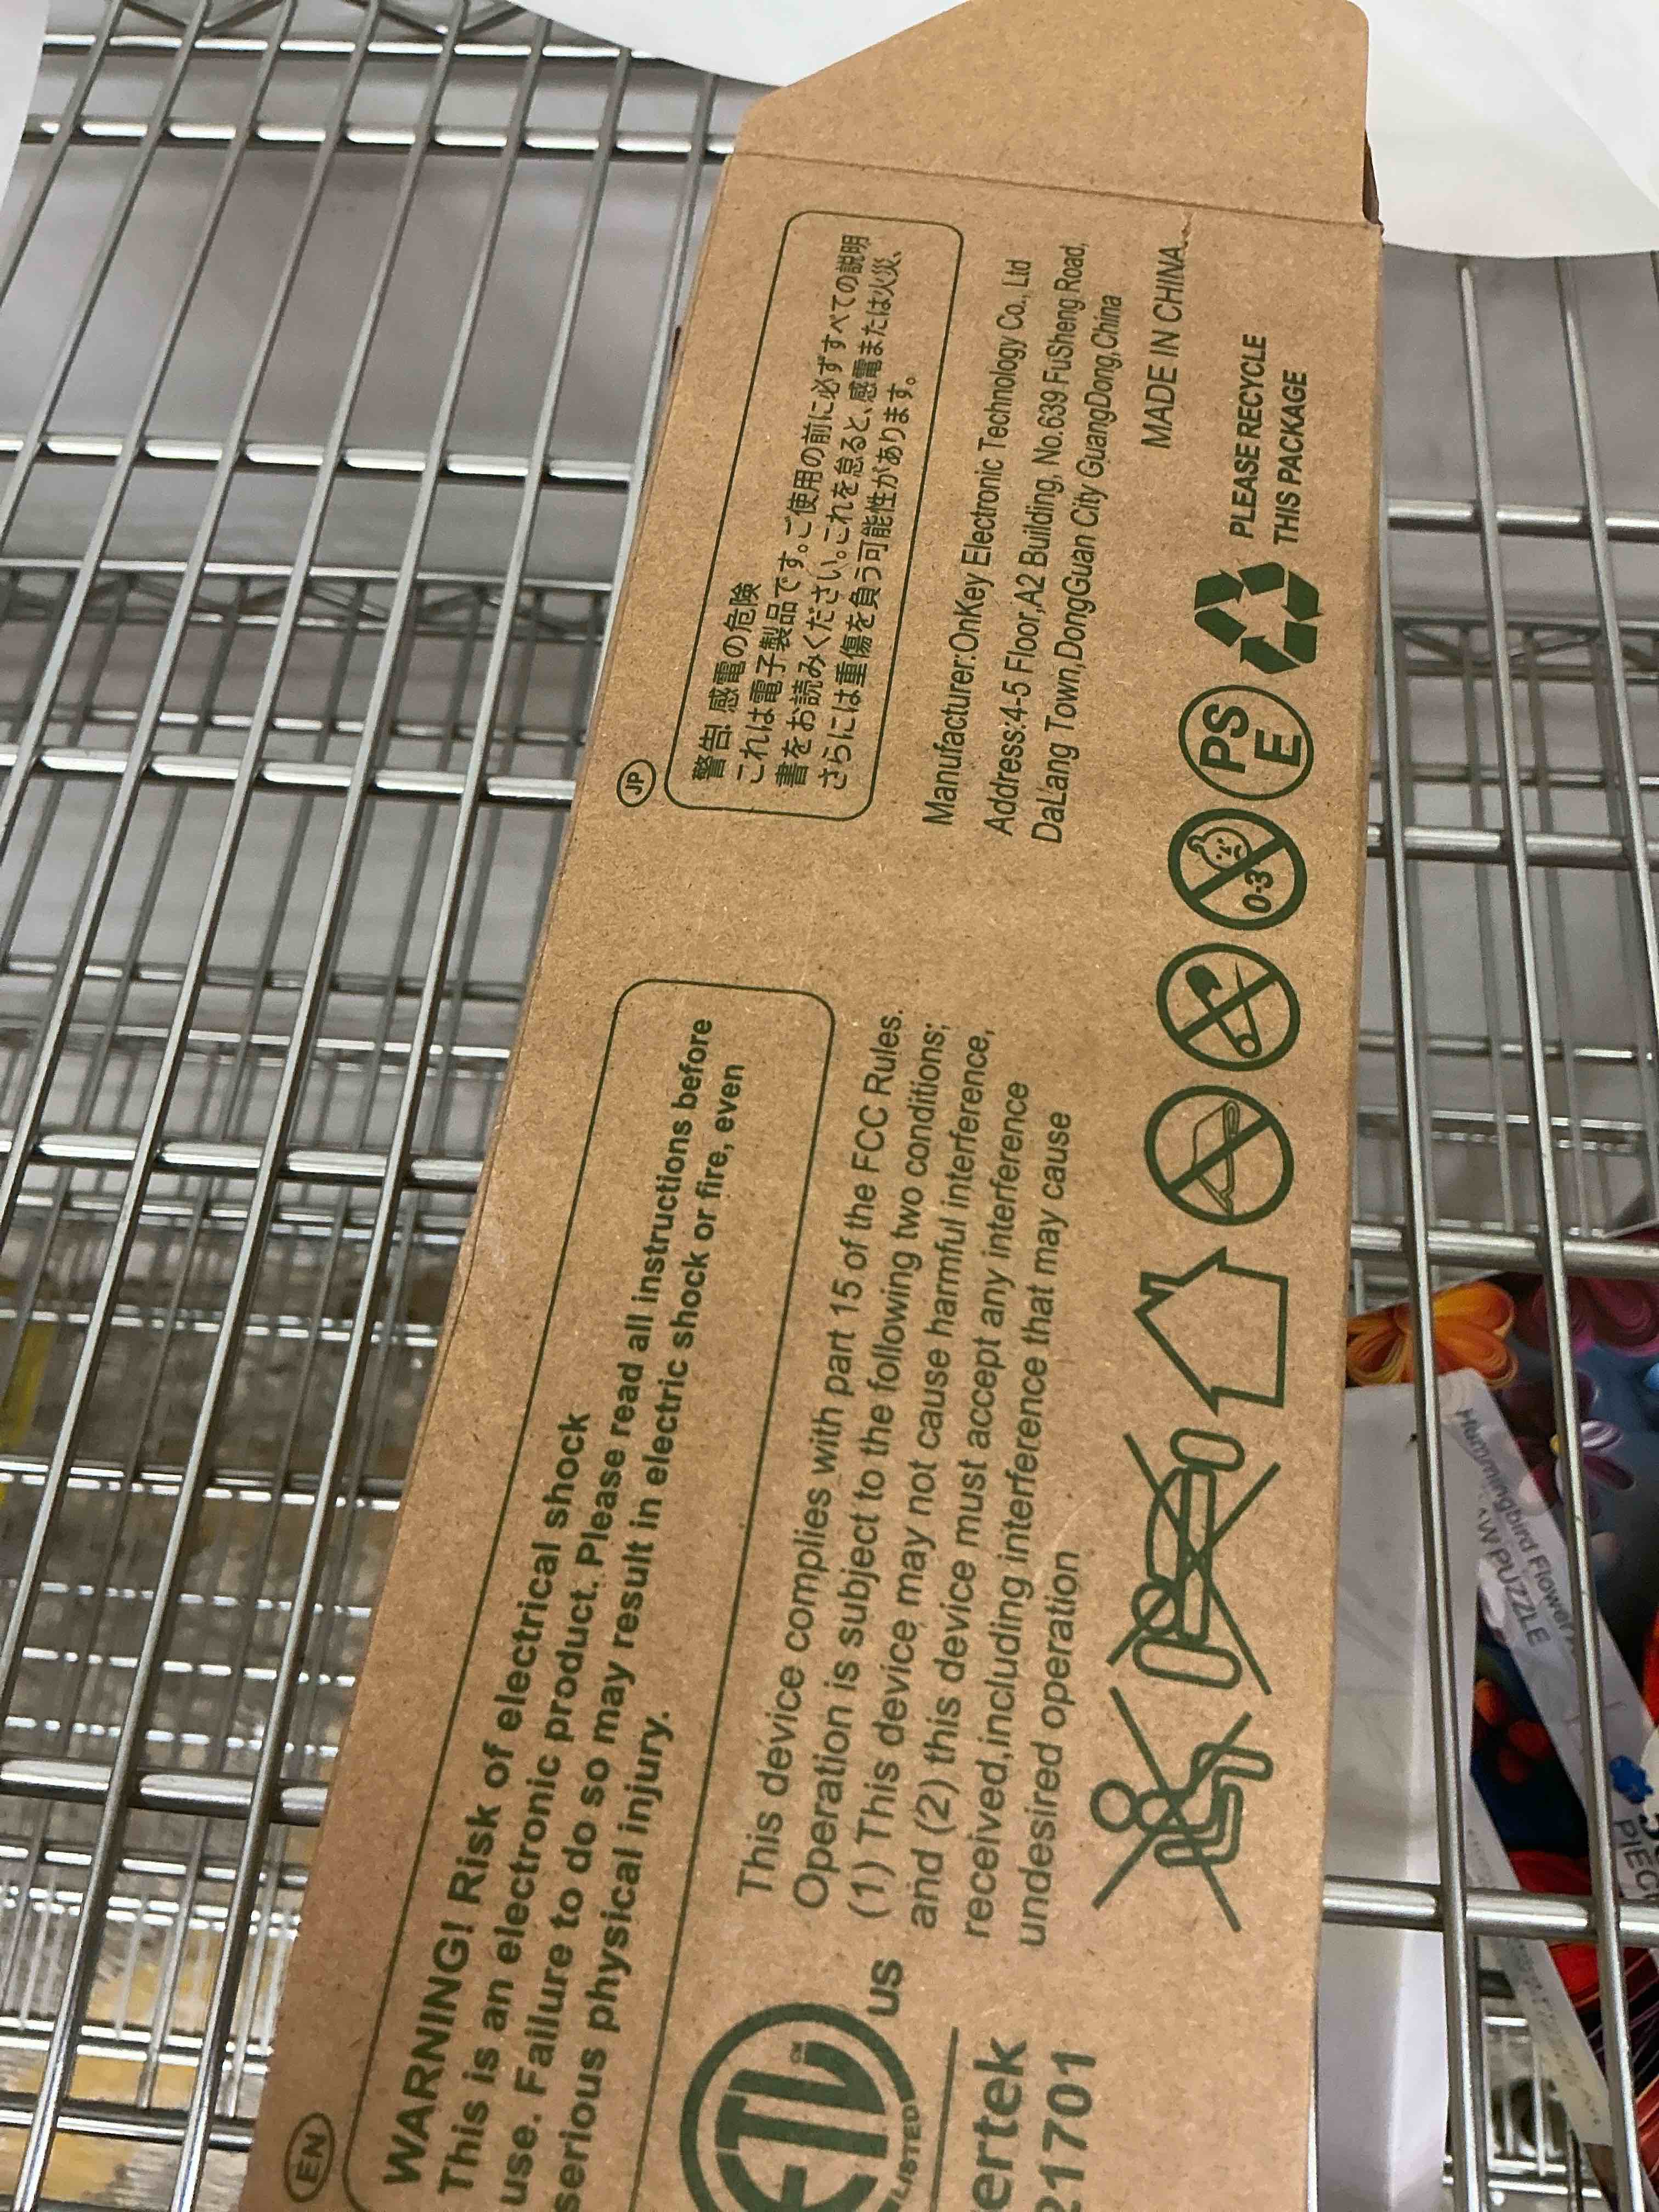 EN
WARNING! Risk of electrical shock
This is an electronic product. Please read all instructions before
use. Failure to do so may result in electric shock or fire, even
serious physical injury.
JP
警告! 感電の危険
これは電子製品です。ご使用の前に必ずすべての説明
書をお読みください。これを怠ると、感電または火災、
さらには重傷を負う可能性があります。
ETL
CM
LISTED
US
ertek
21701
This device complies with part 15 of the FCC Rules.
Operation is subject to the following two conditions;
(1) This device may not cause harmful interference,
and (2) this device must accept any interference
received,including interference that may cause
undesired operation
Manufacturer:OnKey Electronic Technology Co., Ltd
Address:4-5 Floor,A2 Building, No.639 FuSheng Road,
DaLang Town,DongGuan City GuangDong,China
MADE IN CHINA
0-3
PS
E
PLEASE RECYCLE
THIS PACKAGE
Hummingbird Flower
PUZZLE
PIEC